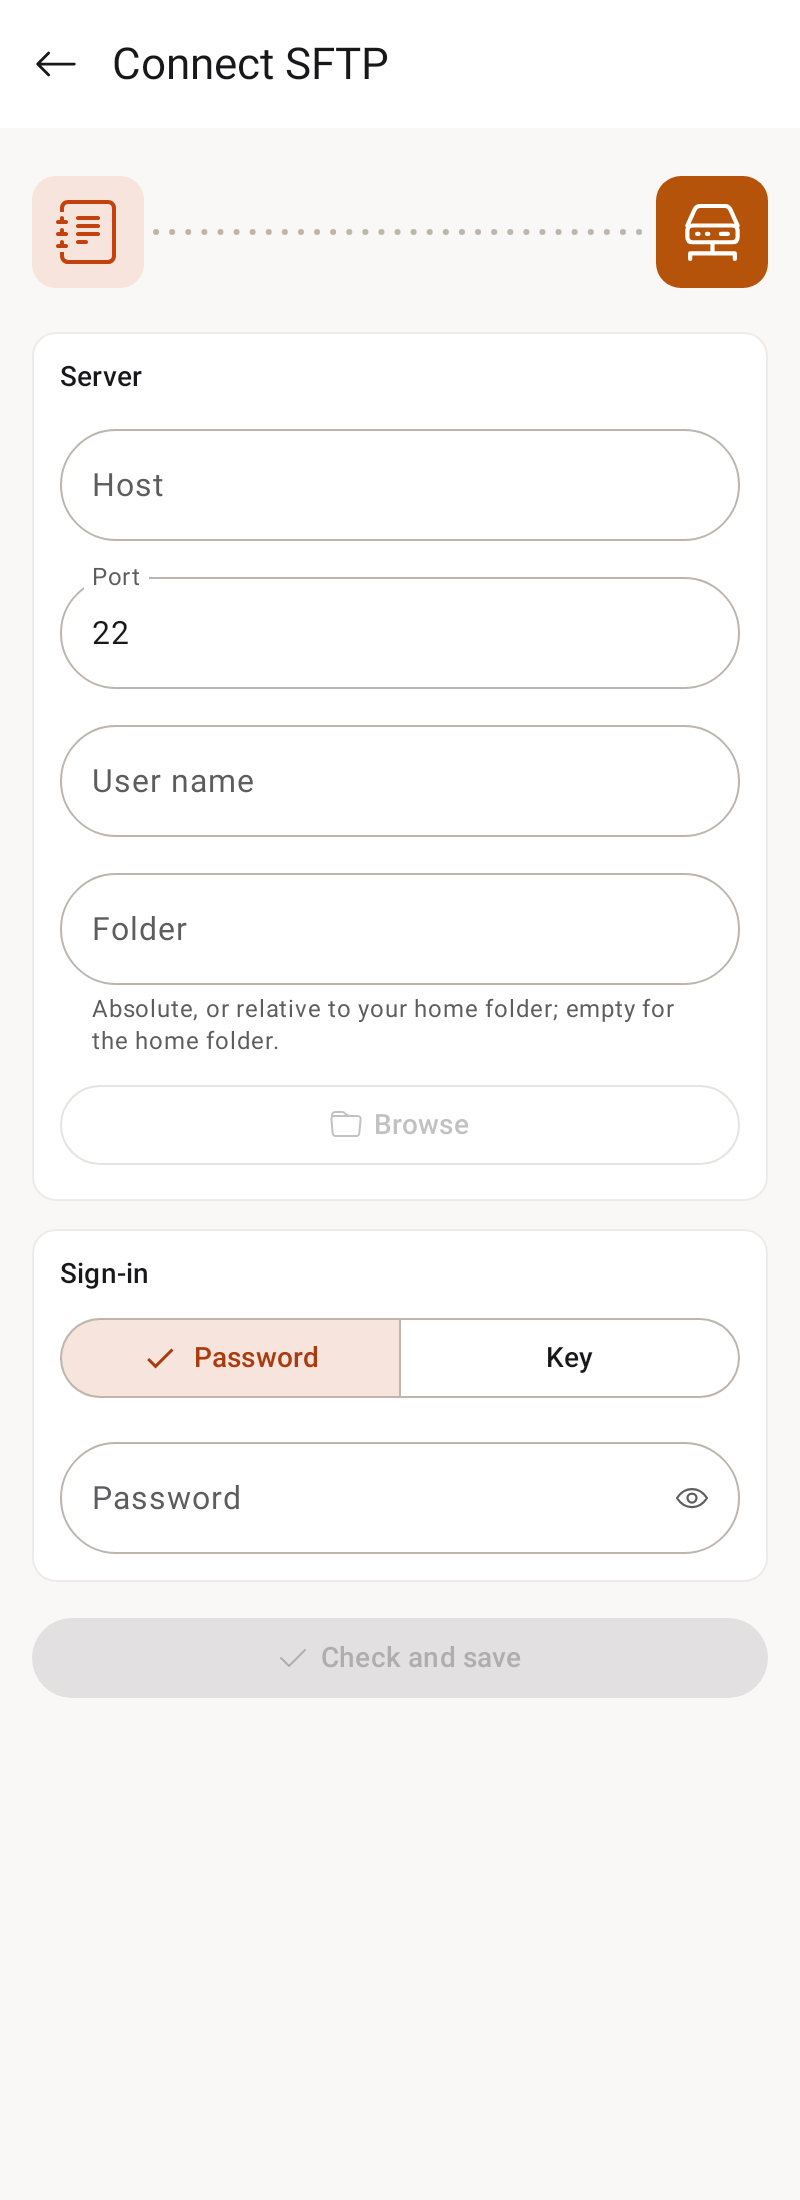 Connect SFTP
Server
Host
Port
22
User name
Folder
Absolute, or relative to your home folder; empty for
the home folder.
Browse
Sign-in
Password
Key
Password
Check and save